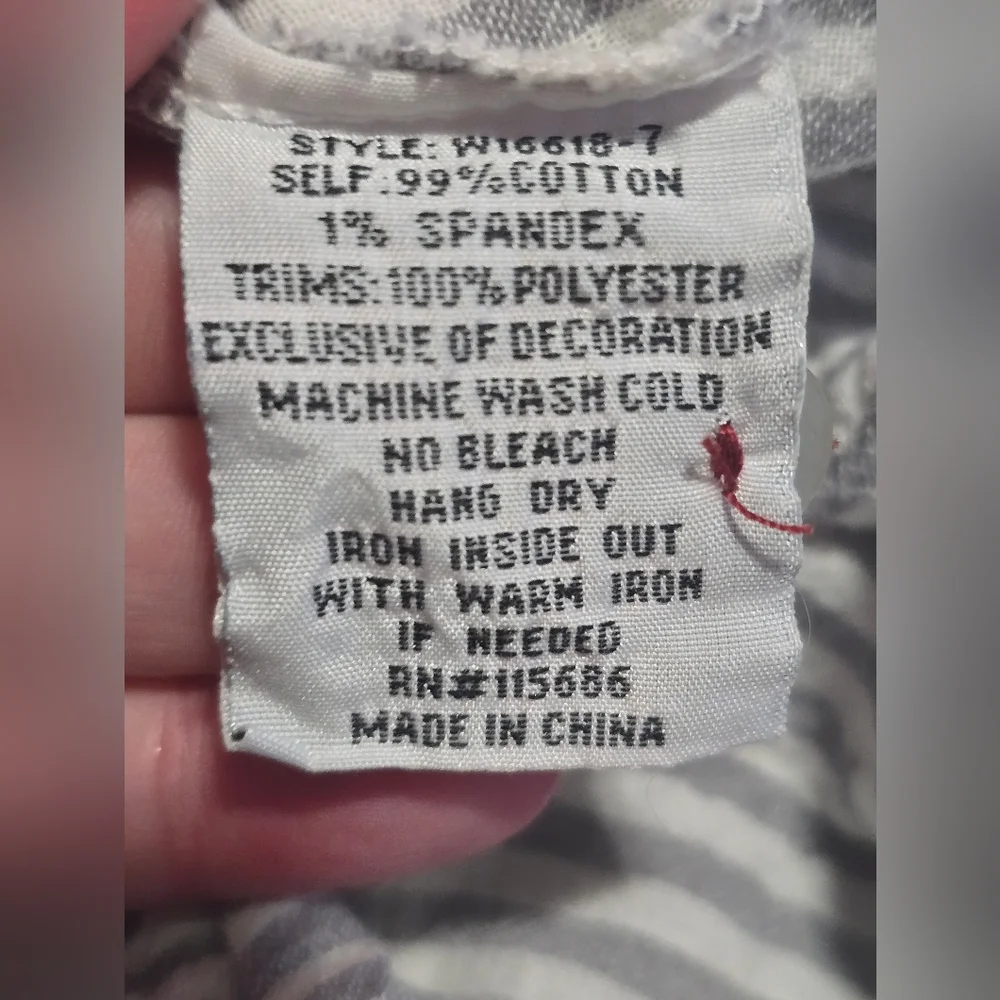 STYLE: W16618-7
SELF:99%COTTON
1% SPANDEX
TRIMS:100%POLYESTER
EXCLUSIVE OF DECORATION
MACHINE WASH COLD
NO BLEACH
HANG DRY
IRON INSIDE OUT
WITH WARM IRON
IF NEEDED
RN#115686
MADE IN CHINA